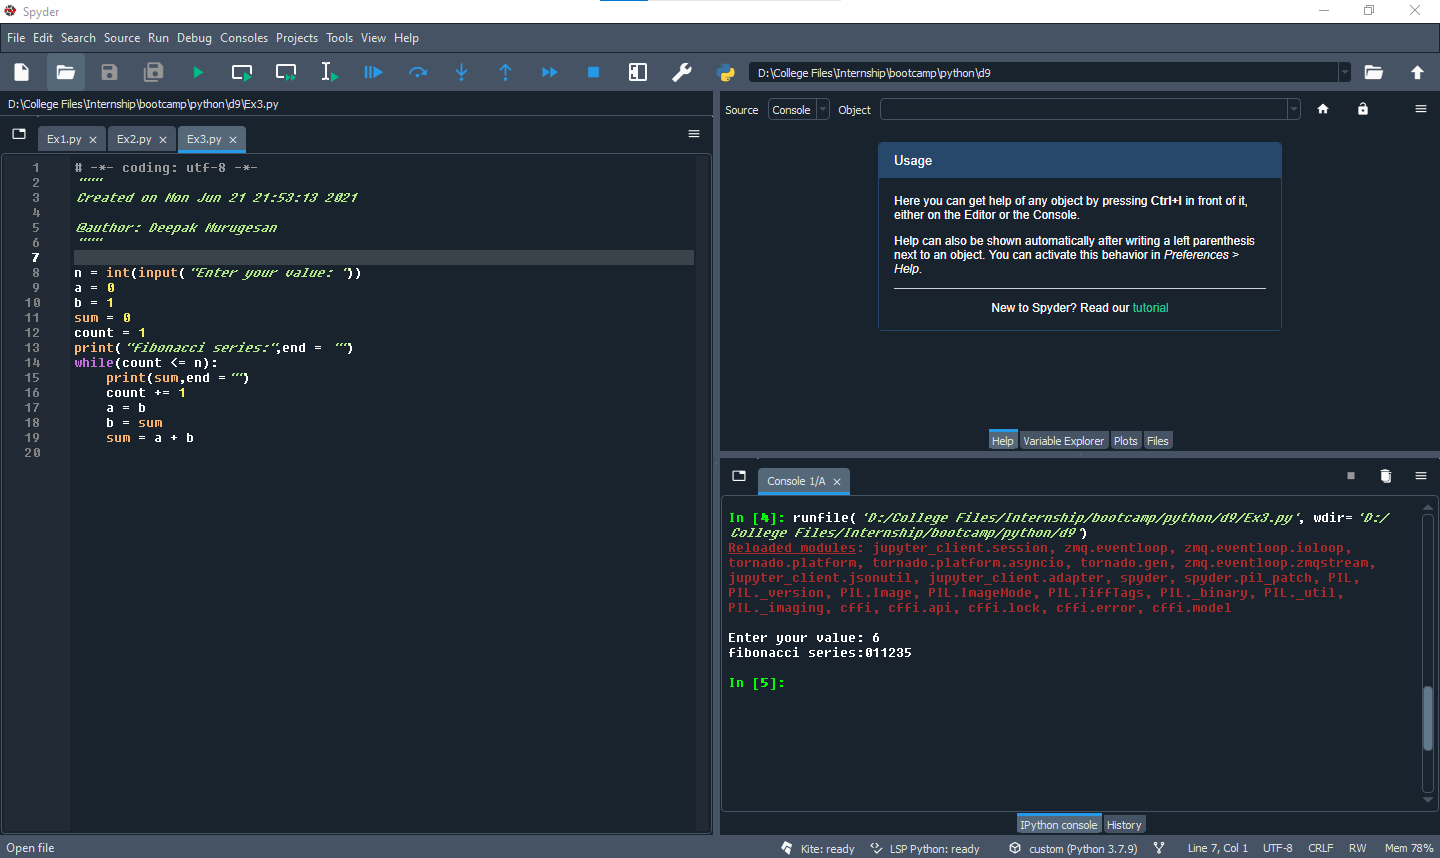 Spyder
File Edit Search Source Run Debug Consoles Projects Tools View Help
D:\College Files\Internship\bootcamp\python\d9
D:\College Files\Internship\bootcamp\python\d9\Ex3.py
Ex1.py Ex2.py Ex3.py
1 # -*- coding: utf-8 -*-
2 """
3 Created on Mon Jun 21 21:53:13 2021
4
5 @author: Deepak Murugesan
6 """
7
8 n = int(input("Enter your value: "))
9 a = 0
10 b = 1
11 sum = 0
12 count = 1
13 print("fibonacci series:",end = "")
14 while(count <= n):
15     print(sum,end = "")
16     count += 1
17     a = b
18     b = sum
19     sum = a + b
20
Source Console Object
Usage
Here you can get help of any object by pressing Ctrl+I in front of it,
either on the Editor or the Console.
Help can also be shown automatically after writing a left parenthesis
next to an object. You can activate this behavior in Preferences >
Help.
New to Spyder? Read our tutorial
Help Variable Explorer Plots Files
Console 1/A
In [4]: runfile('D:/College Files/Internship/bootcamp/python/d9/Ex3.py', wdir='D:/
College Files/Internship/bootcamp/python/d9')
Reloaded modules: jupyter_client.session, zmq.eventloop, zmq.eventloop.ioloop,
tornado.platform, tornado.platform.asyncio, tornado.gen, zmq.eventloop.zmqstream,
jupyter_client.jsonutil, jupyter_client.adapter, spyder, spyder.pil_patch, PIL,
PIL._version, PIL.Image, PIL.ImageMode, PIL.TiffTags, PIL._binary, PIL._util,
PIL._imaging, cffi, cffi.api, cffi.lock, cffi.error, cffi.model
Enter your value: 6
fibonacci series:011235
In [5]:
IPython console History
Open file
Kite: ready LSP Python: ready custom (Python 3.7.9) Line 7, Col 1 UTF-8 CRLF RW Mem 78%